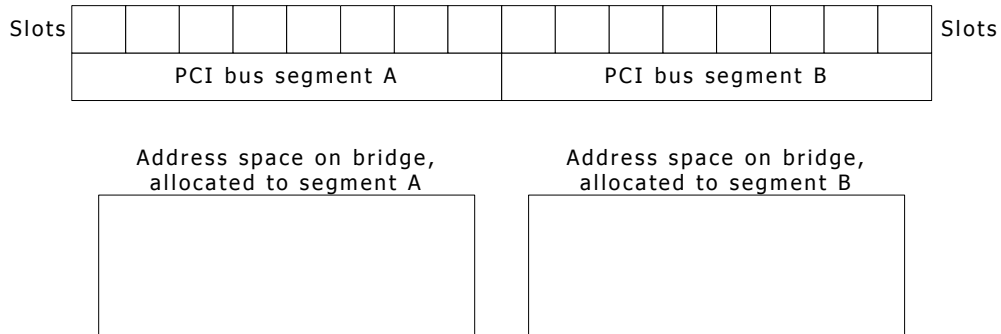 Slots
Slots
PCI bus segment A
PCI bus segment B
Address space on bridge,
allocated to segment A
Address space on bridge,
allocated to segment B